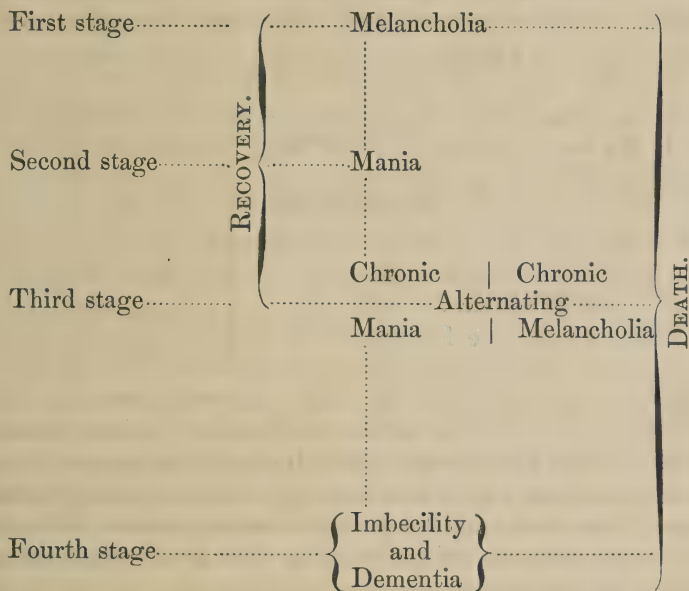 First stage Melancholia
RECOVERY.
Second stage Mania
Chronic | Chronic
Third stage Alternating
Mania | Melancholia
DEATH.
Imbecility
Fourth stage and
Dementia